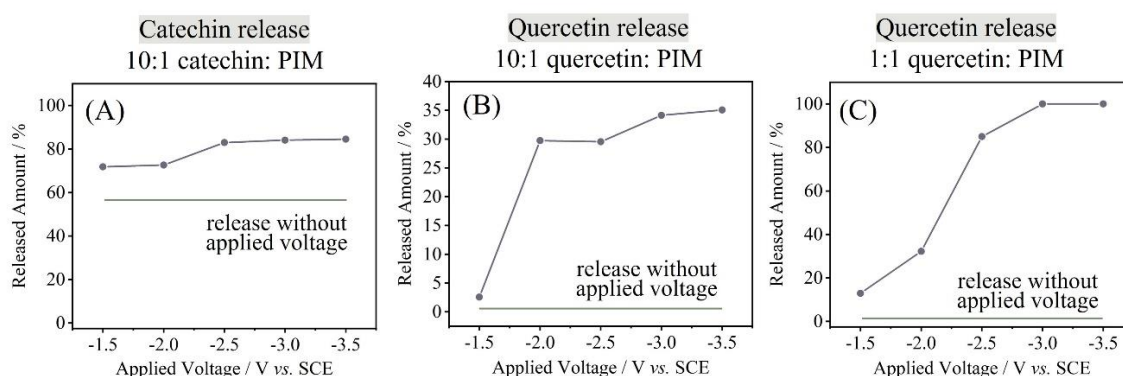 Catechin release
10:1 catechin: PIM
(A)
100
80
60
40
20
0
Released Amount / %
release without
applied voltage
-1.5 -2.0 -2.5 -3.0 -3.5
Applied Voltage / V vs. SCE
Quercetin release
10:1 quercetin: PIM
(B)
40
35
30
25
20
15
10
5
0
Released Amount / %
release without
applied voltage
-1.5 -2.0 -2.5 -3.0 -3.5
Applied Voltage / V vs. SCE
Quercetin release
1:1 quercetin: PIM
(C)
100
80
60
40
20
0
Released Amount / %
release without
applied voltage
-1.5 -2.0 -2.5 -3.0 -3.5
Applied Voltage / V vs. SCE